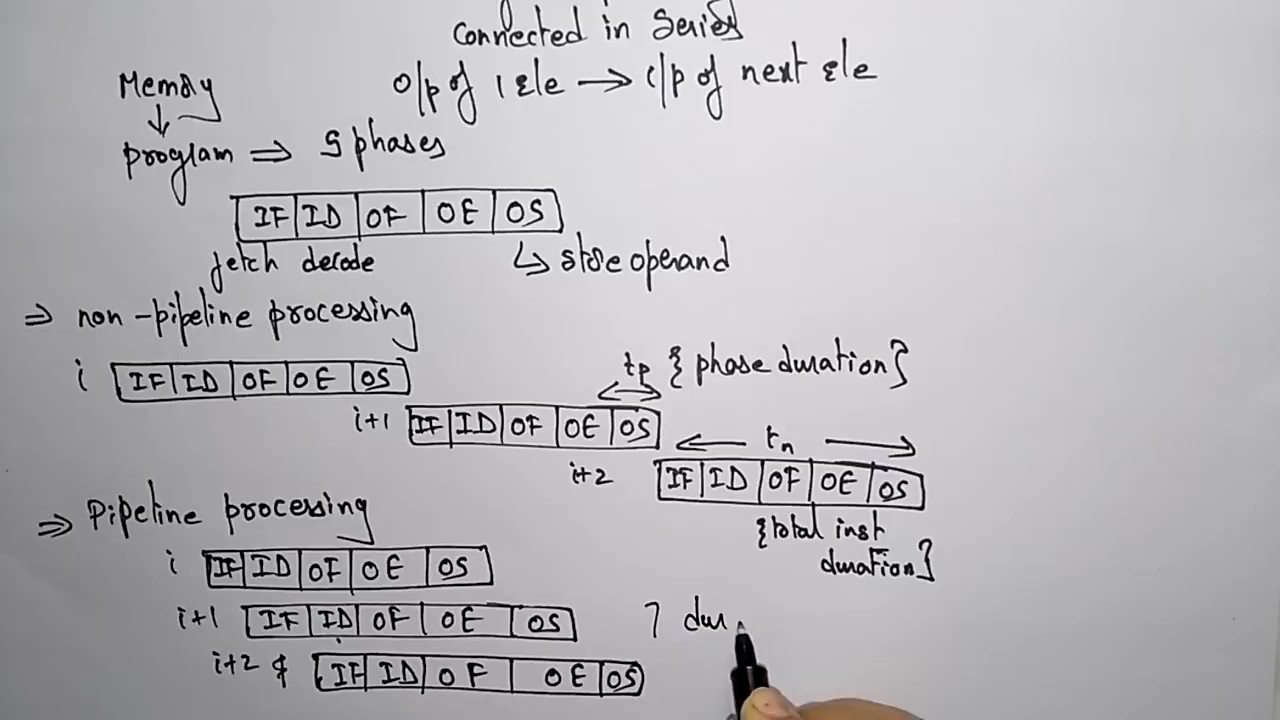 connected in series
O/p of 1 ele → i/p of next ele
Memory
↓
program ⇒ 5 phases
IF ID OF OE OS
fetch decode
↳ store operand
⇒ non-pipeline processing
i IF ID OF OE OS
tp {phase duration}
i+1 IF ID OF OE OS
tn
i+2 IF ID OF OE OS
{total inst
duration}
⇒ Pipeline processing
i IF ID OF OE OS
i+1 IF ID OF OE OS
7 dur
i+2 IF ID OF OE OS